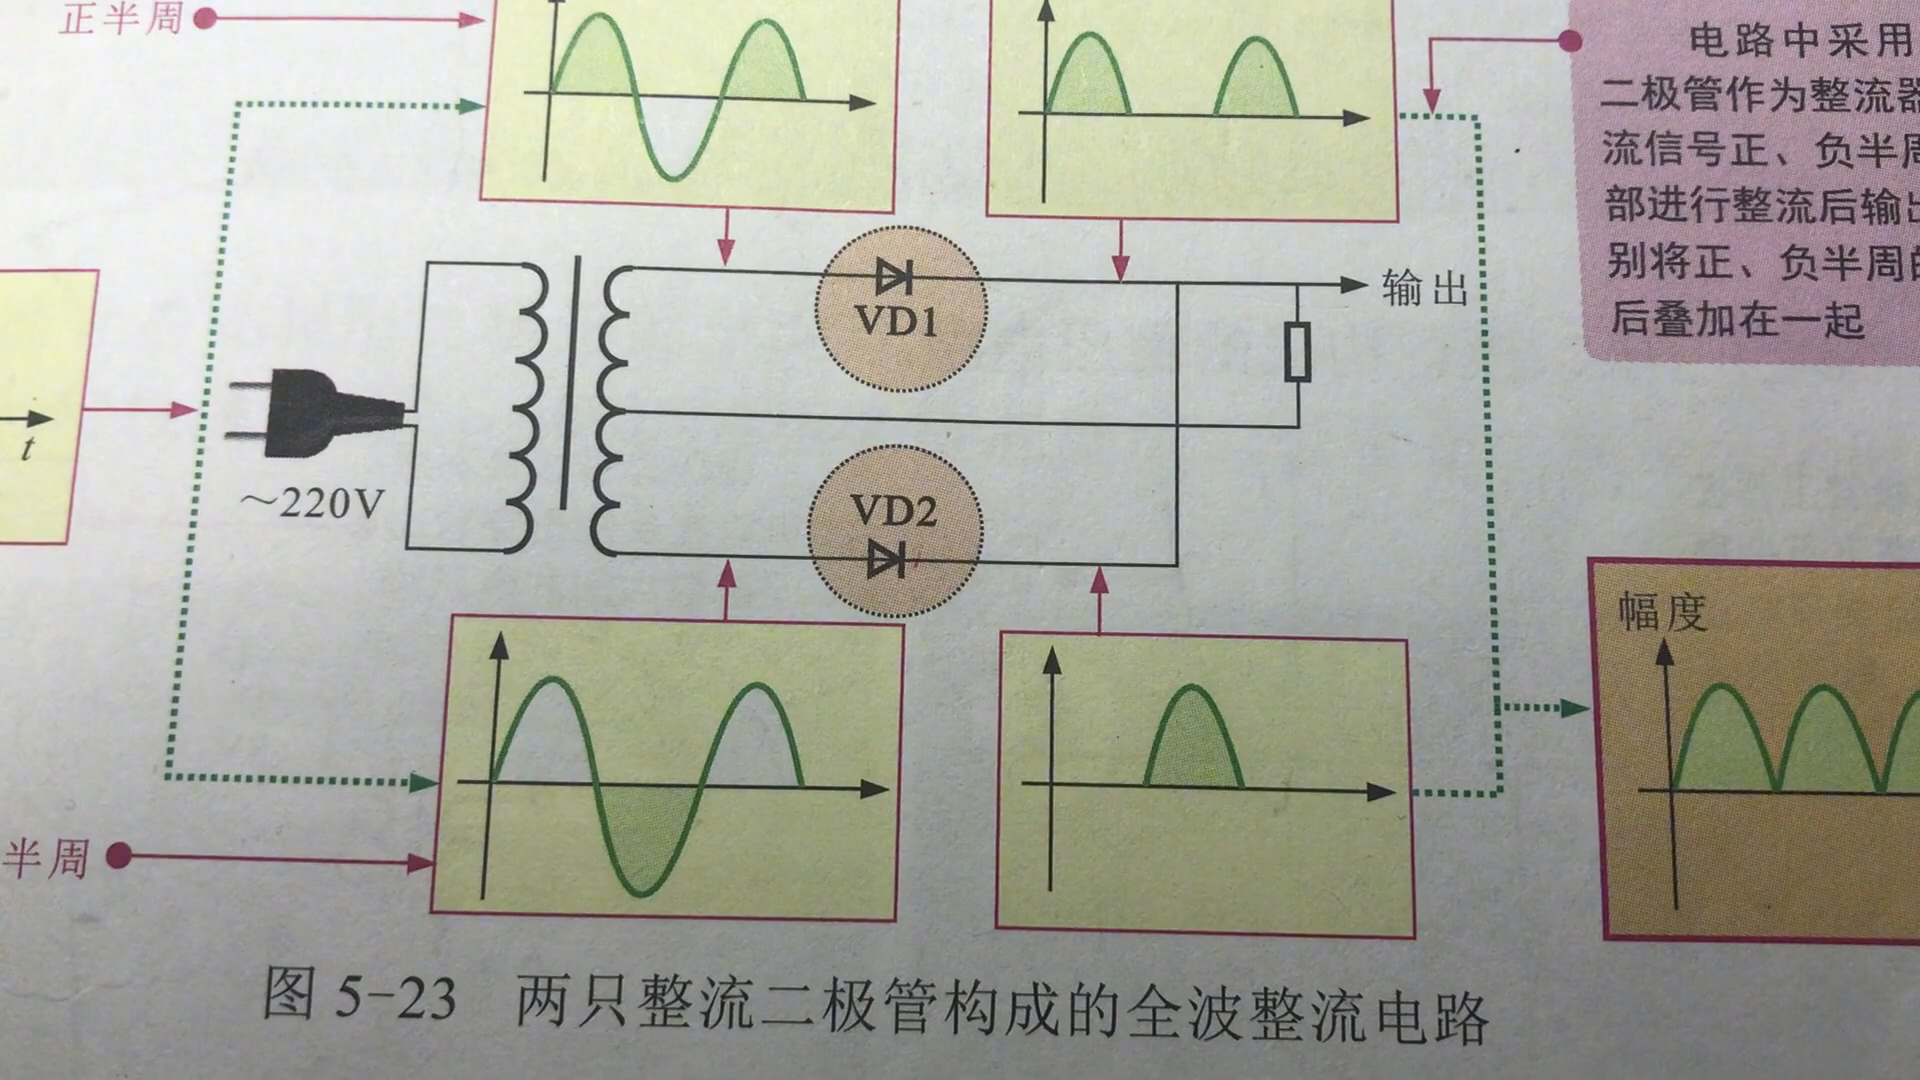 正半周
电路中采用
二极管作为整流器
流信号正、负半周
部进行整流后输出
别将正、负半周的
后叠加在一起
输出
VD1
t
～220V
VD2
幅度
半周
图 5-23 两只整流二极管构成的全波整流电路